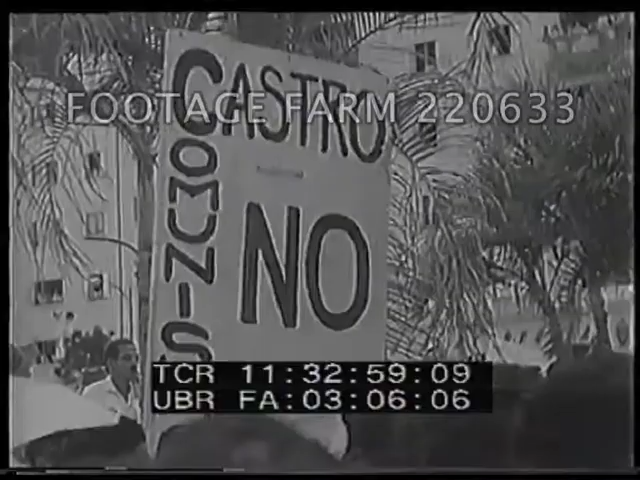 FOOTAGE FARM 220633
CASTRO
COMUNIS
NO
TCR 11:32:59:09
UBR FA:03:06:06